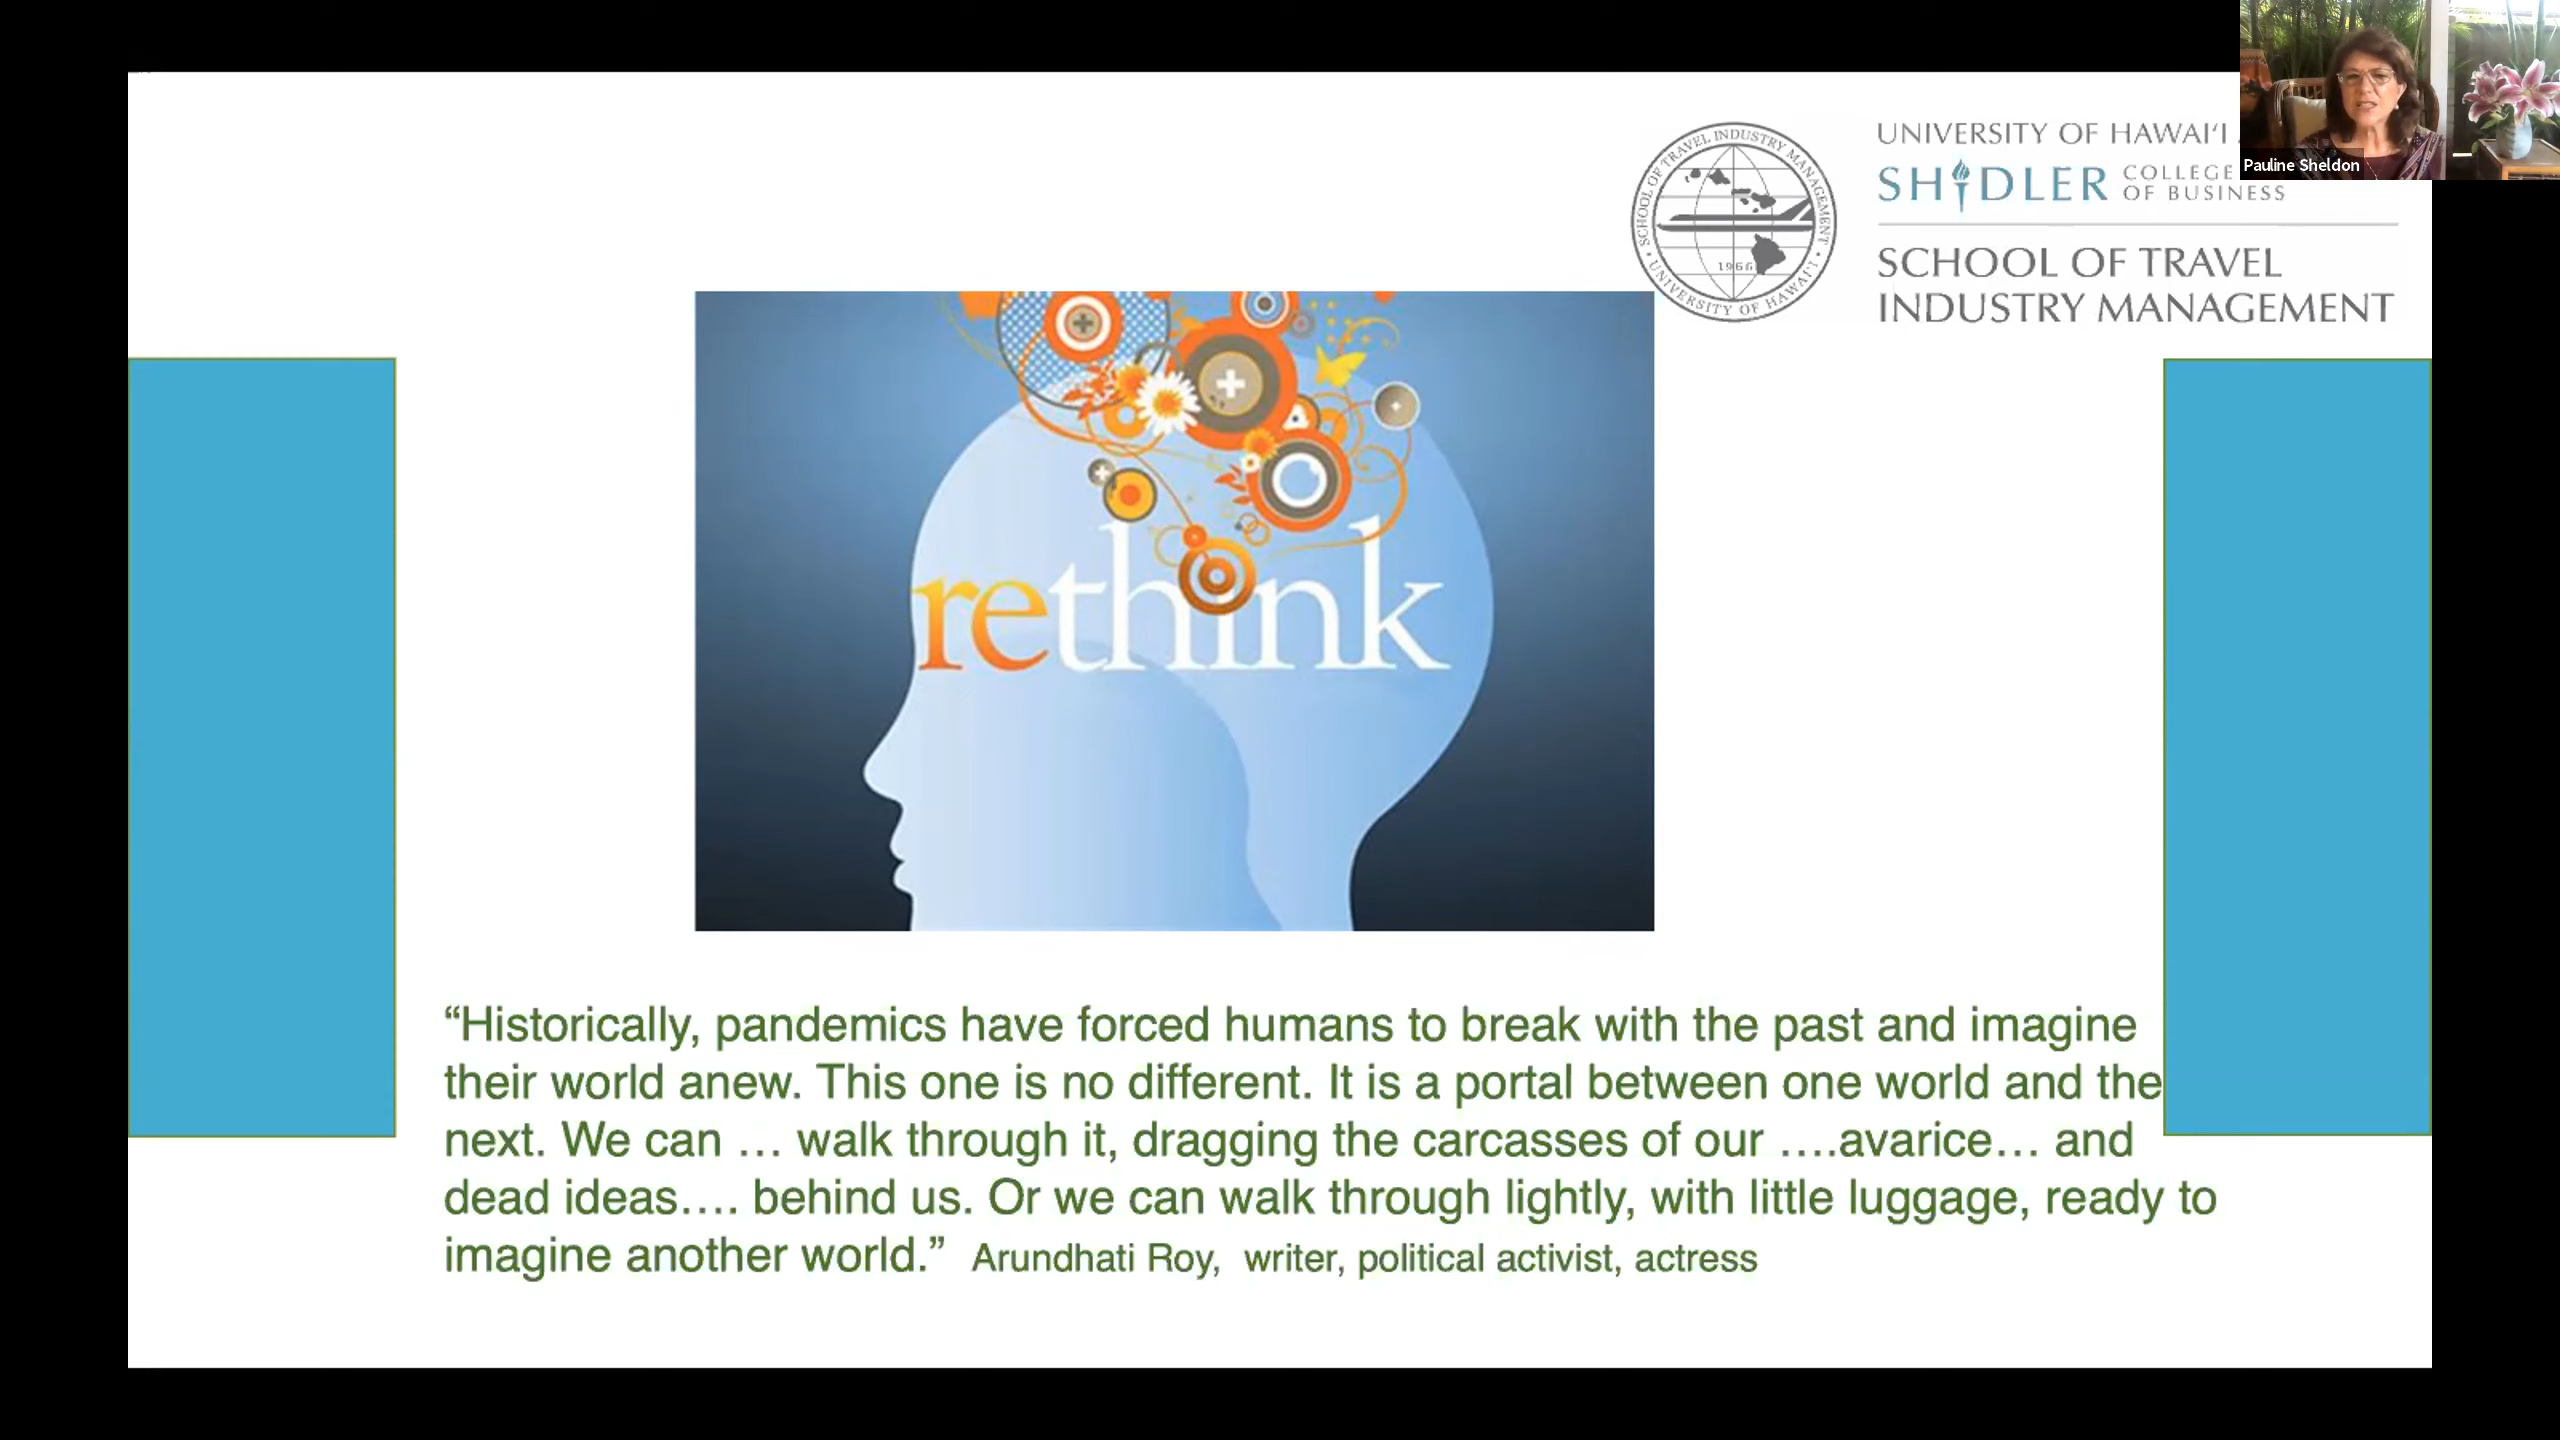 UNIVERSITY OF HAWAIʻI
SHIDLER COLLEGE
OF BUSINESS
SCHOOL OF TRAVEL
INDUSTRY MANAGEMENT
SCHOOL OF TRAVEL INDUSTRY MANAGEMENT
• UNIVERSITY OF HAWAIʻI •
1966
Pauline Sheldon
rethink
“Historically, pandemics have forced humans to break with the past and imagine
their world anew. This one is no different. It is a portal between one world and the
next. We can … walk through it, dragging the carcasses of our ….avarice… and
dead ideas…. behind us. Or we can walk through lightly, with little luggage, ready to
imagine another world.” Arundhati Roy, writer, political activist, actress